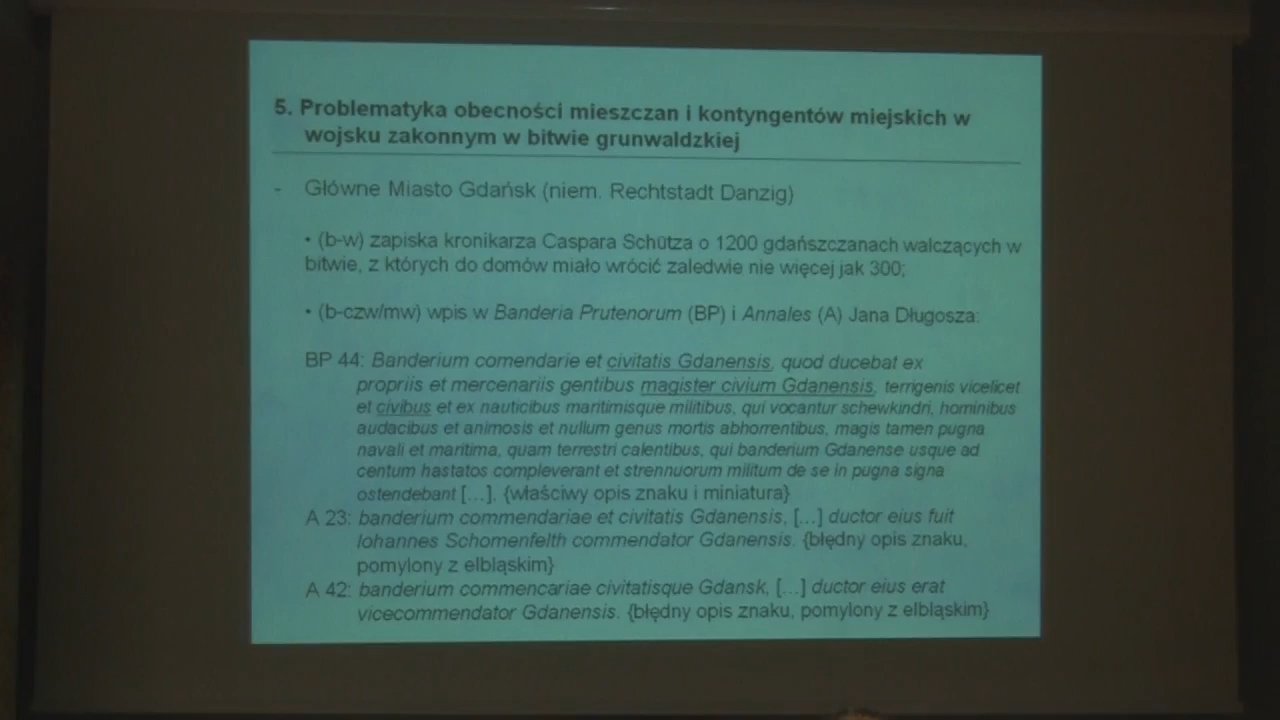 5. Problematyka obecności mieszczan i kontyngentów miejskich w
wojsku zakonnym w bitwie grunwaldzkiej
- Główne Miasto Gdańsk (niem. Rechtstadt Danzig)
• (b-w) zapiska kronikarza Caspara Schütza o 1200 gdańszczanach walczących w
bitwie, z których do domów miało wrócić zaledwie nie więcej jak 300;
• (b-czw/mw) wpis w Banderia Prutenorum (BP) i Annales (A) Jana Długosza:
BP 44: Banderium comendarie et civitatis Gdanensis, quod ducebat ex
propriis et mercenariis gentibus magister civium Gdanensis, terrigenis vicelicet
et civibus et ex nauticibus maritimisque militibus, qui vocantur schewkindri, hominibus
audacibus et animosis et nullum genus mortis abhorrentibus, magis tamen pugna
navali et maritima, quam terrestri calentibus, qui banderium Gdanense usque ad
centum hastatos compleverant et strennuorum militum de se in pugna signa
ostendebant [...]. {właściwy opis znaku i miniatura}
A 23: banderium commendariae et civitatis Gdanensis, [...] ductor eius fuit
Iohannes Schomenfelth commendator Gdanensis. {błędny opis znaku,
pomylony z elbląskim}
A 42: banderium commencariae civitatisque Gdansk, [...] ductor eius erat
vicecommendator Gdanensis. {błędny opis znaku, pomylony z elbląskim}